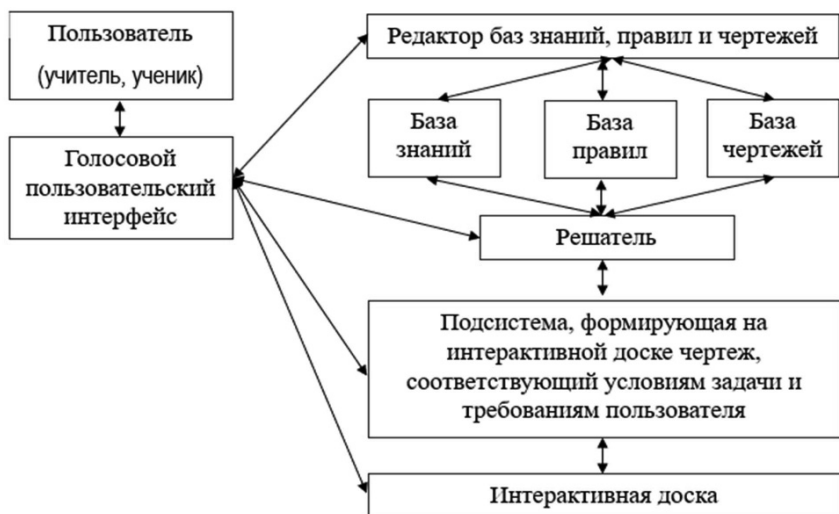 Пользователь
(учитель, ученик)
Голосовой
пользовательский
интерфейс
Редактор баз знаний, правил и чертежей
База
знаний
База
правил
База
чертежей
Решатель
Подсистема, формирующая на
интерактивной доске чертеж,
соответствующий условиям задачи и
требованиям пользователя
Интерактивная доска